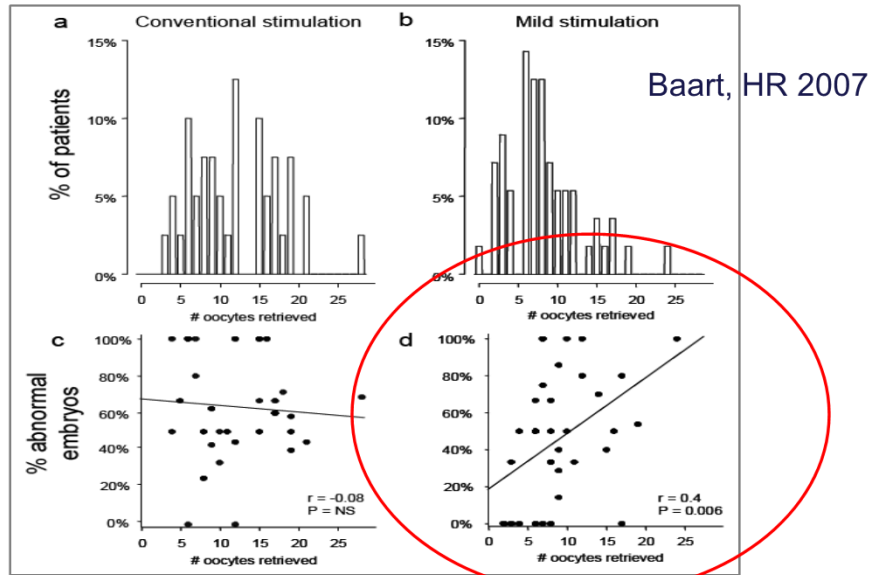 a Conventional stimulation
b Mild stimulation
Baart, HR 2007
% of patients
15%
10%
5%
0%
0 5 10 15 20 25
# oocytes retrieved
15%
10%
5%
0%
0 5 10 15 20 25
# oocytes retrieved
c
% abnormal
embryos
100%
80%
60%
40%
20%
0%
r = -0.08
P = NS
0 5 10 15 20 25
# oocytes retrieved
d
100%
80%
60%
40%
20%
0%
r = 0.4
P = 0.006
0 5 10 15 20 25
# oocytes retrieved